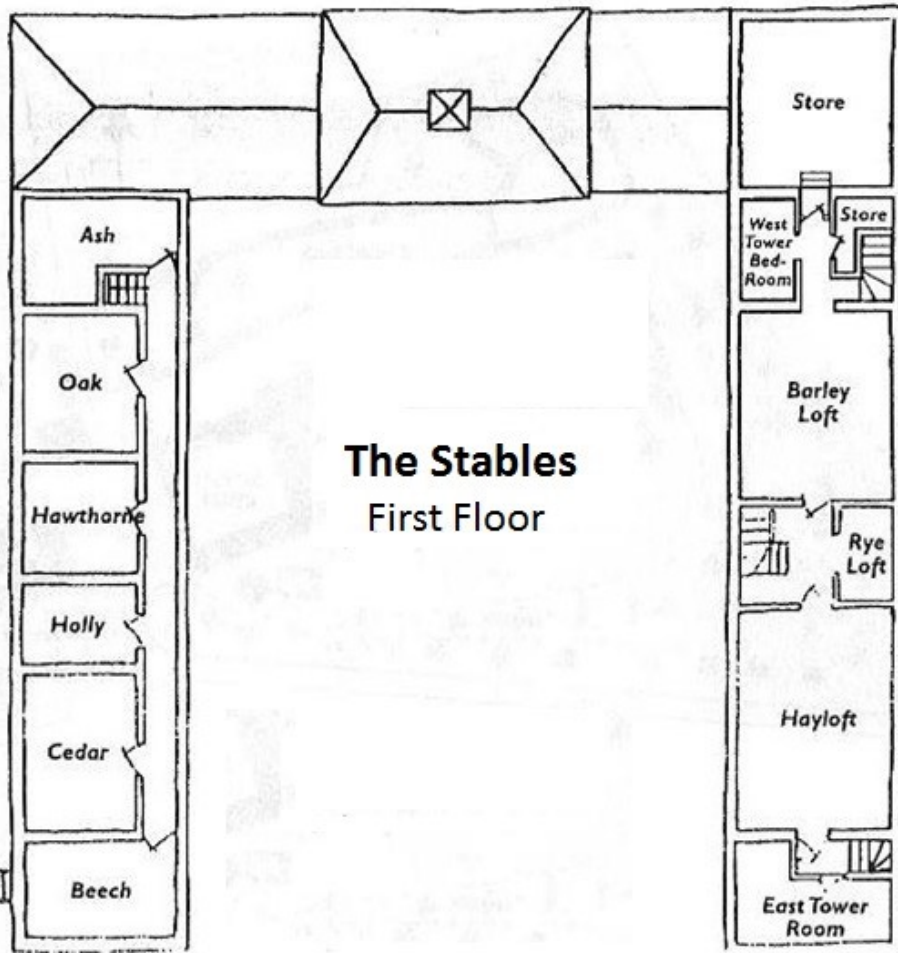 Store
Ash
West
Tower
Bed-
Room
Store
Oak
Barley
Loft
The Stables
First Floor
Hawthorne
Rye
Loft
Holly
Hayloft
Cedar
Beech
East Tower
Room